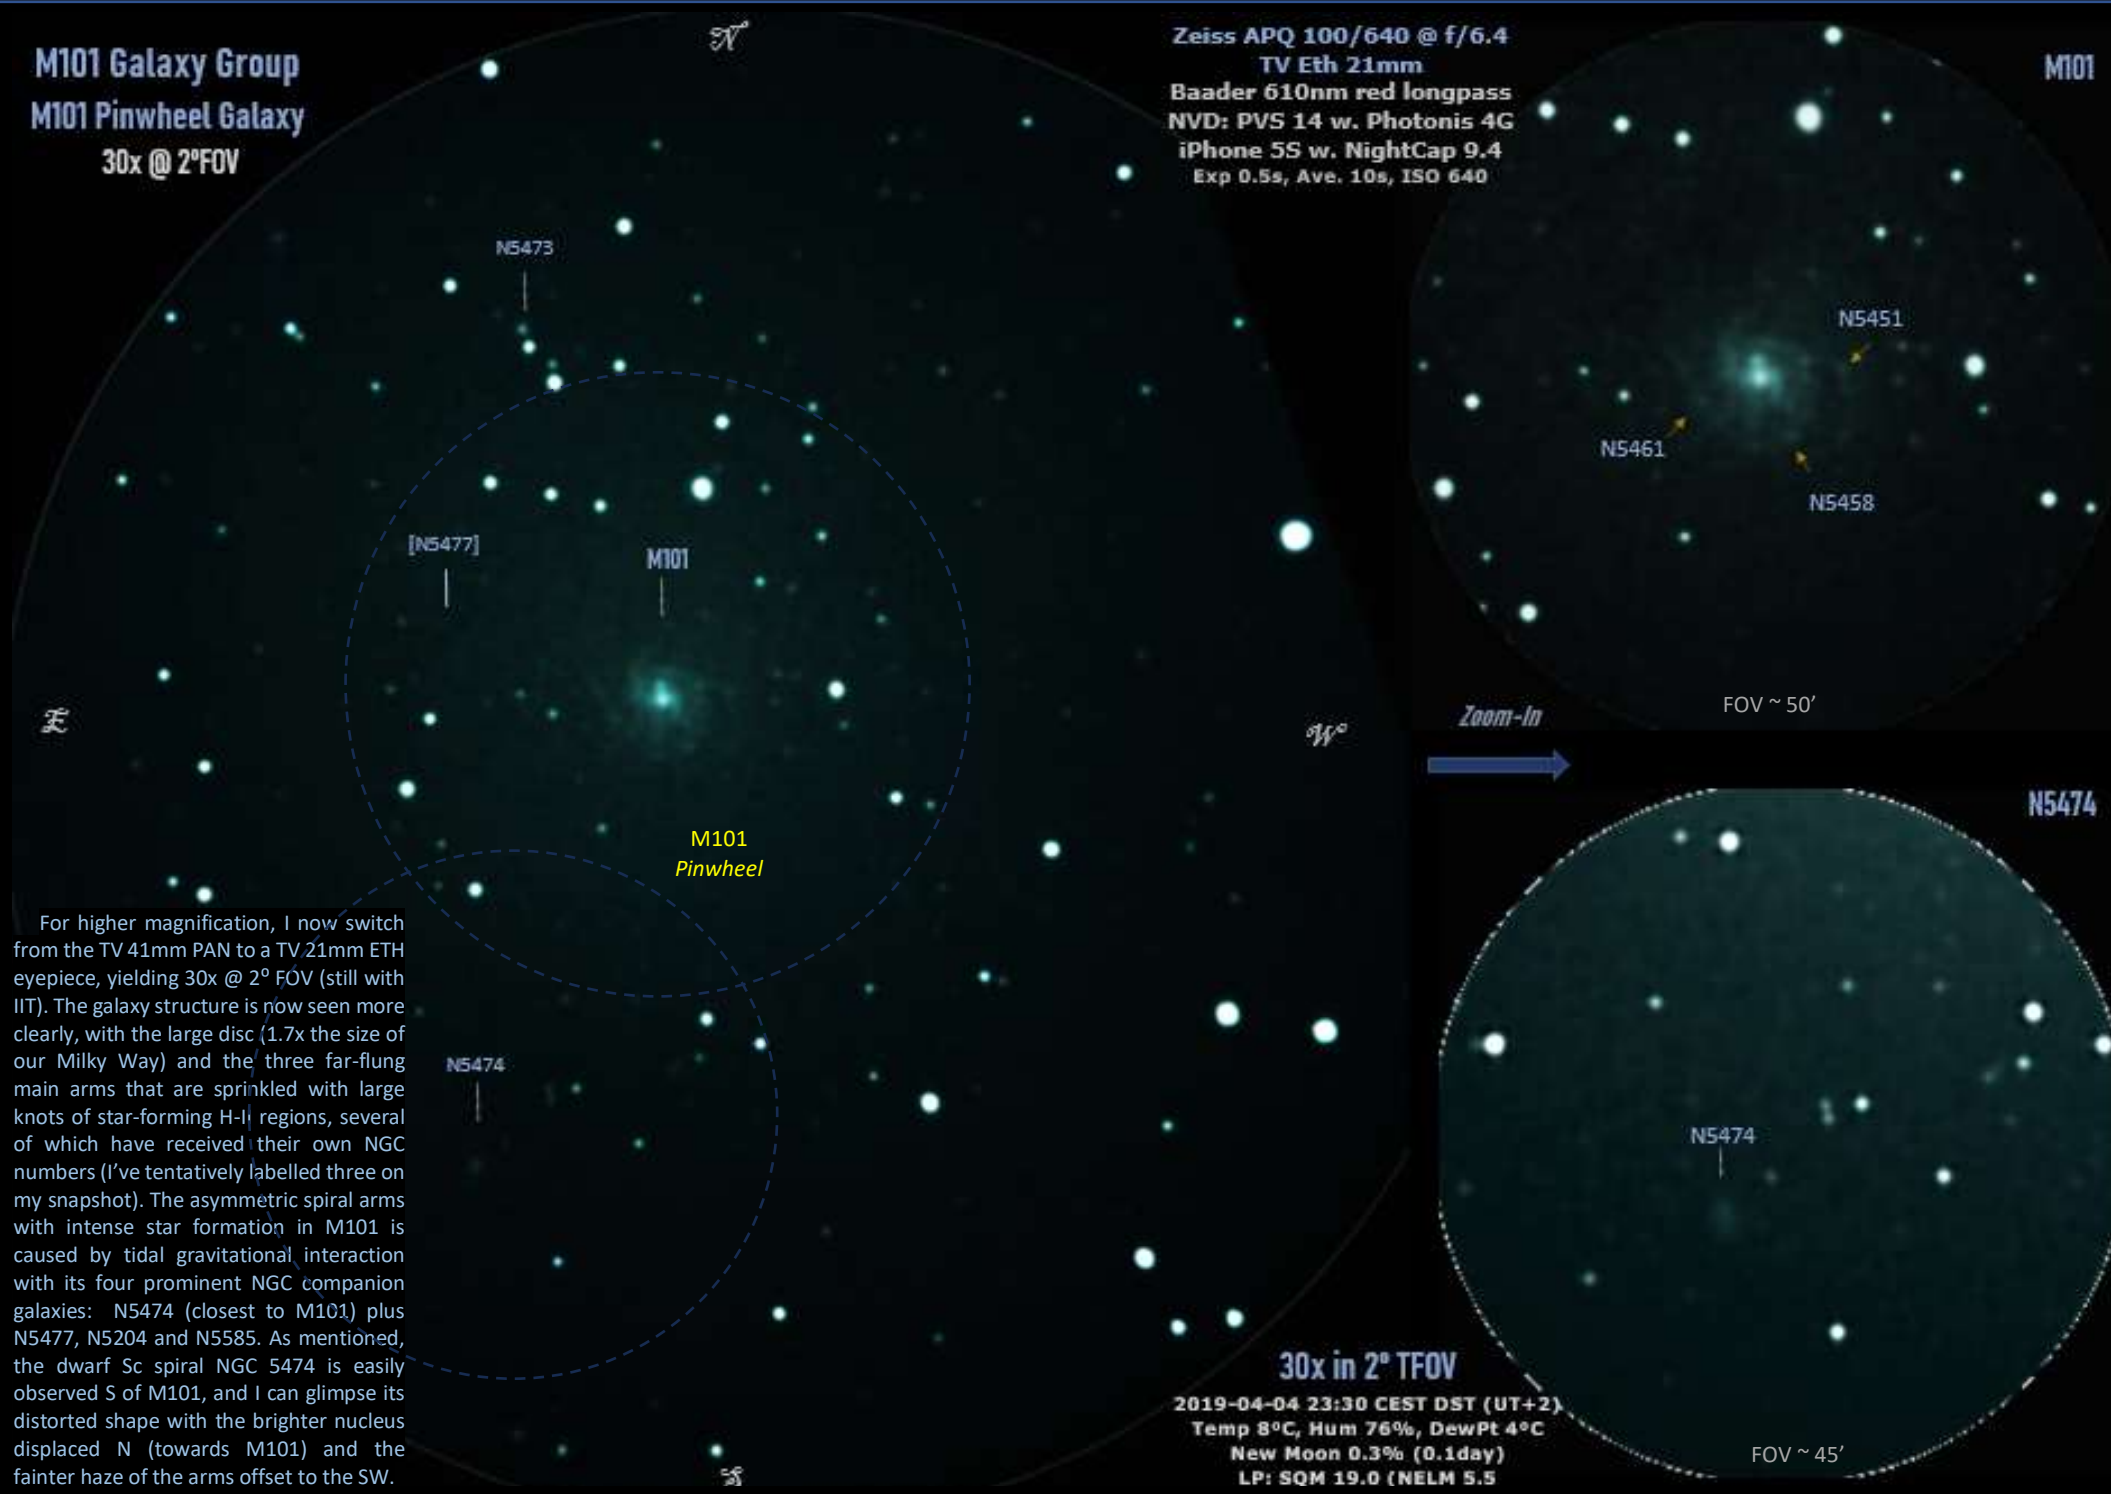 M101 Galaxy Group
M101 Pinwheel Galaxy
30x @ 2ºFOV
N
Zeiss APQ 100/640 @ f/6.4
TV Eth 21mm
Baader 610nm red longpass
NVD: PVS 14 w. Photonis 4G
iPhone 5S w. NightCap 9.4
Exp 0.5s, Ave. 10s, ISO 640
M101
N5473
N5451
N5461
N5458
[N5477]
M101
E
W
FOV ~ 50’
Zoom-In
N5474
M101
Pinwheel
For higher magnification, I now switch
from the TV 41mm PAN to a TV 21mm ETH
eyepiece, yielding 30x @ 2º FOV (still with
IIT). The galaxy structure is now seen more
clearly, with the large disc (1.7x the size of
our Milky Way) and the three far-flung
main arms that are sprinkled with large
knots of star-forming H-II regions, several
of which have received their own NGC
numbers (I’ve tentatively labelled three on
my snapshot). The asymmetric spiral arms
with intense star formation in M101 is
caused by tidal gravitational interaction
with its four prominent NGC companion
galaxies: N5474 (closest to M101) plus
N5477, N5204 and N5585. As mentioned,
the dwarf Sc spiral NGC 5474 is easily
observed S of M101, and I can glimpse its
distorted shape with the brighter nucleus
displaced N (towards M101) and the
fainter haze of the arms offset to the SW.
N5474
N5474
S
30x in 2º TFOV
2019-04-04 23:30 CEST DST (UT+2)
Temp 8ºC, Hum 76%, DewPt 4ºC
New Moon 0.3% (0.1day)
LP: SQM 19.0 (NELM 5.5
FOV ~ 45’